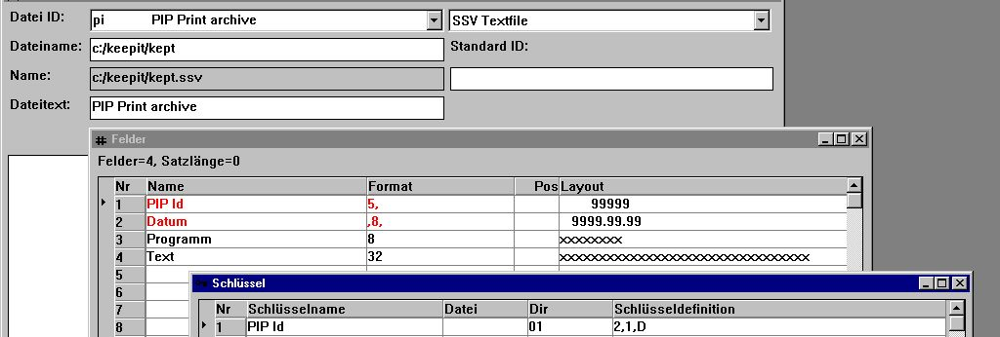 Datei ID: pi PIP Print archive SSV Textfile
Dateiname: c:/keepit/kept Standard ID:
Name: c:/keepit/kept.ssv
Dateitext: PIP Print archive
Felder
Felder=4, Satzlänge=0
Nr Name Format Pos Layout
1 PIP Id 5, 99999
2 Datum ,8, 9999.99.99
3 Programm 8 xxxxxxxx
4 Text 32 xxxxxxxxxxxxxxxxxxxxxxxxxxxxxxxx
5
6
7
8
Schlüssel
Nr Schlüsselname Datei Dir Schlüsseldefinition
1 PIP Id 01 2,1,D